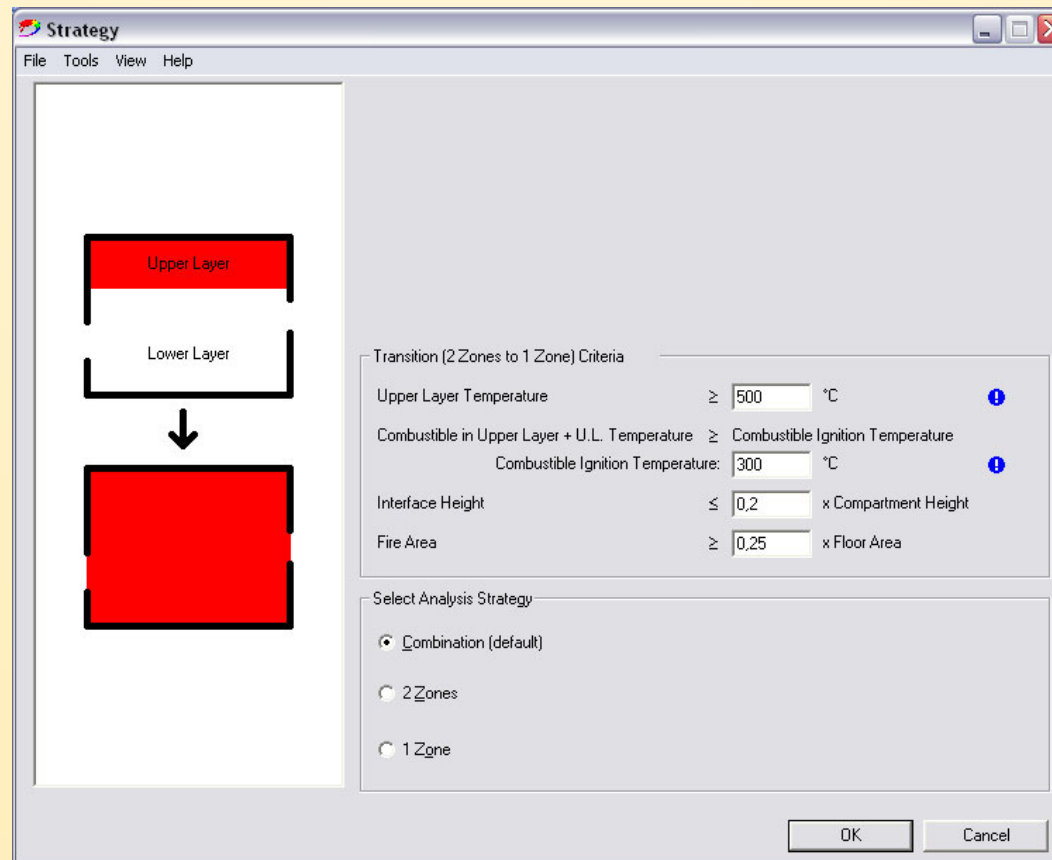 Strategy
File Tools View Help
Upper Layer
Lower Layer
Transition (2 Zones to 1 Zone) Criteria
Upper Layer Temperature ≥ 500 °C
Combustible in Upper Layer + U.L. Temperature ≥ Combustible Ignition Temperature
Combustible Ignition Temperature: 300 °C
Interface Height ≤ 0,2 x Compartment Height
Fire Area ≥ 0,25 x Floor Area
Select Analysis Strategy
Combination (default)
2 Zones
1 Zone
OK Cancel